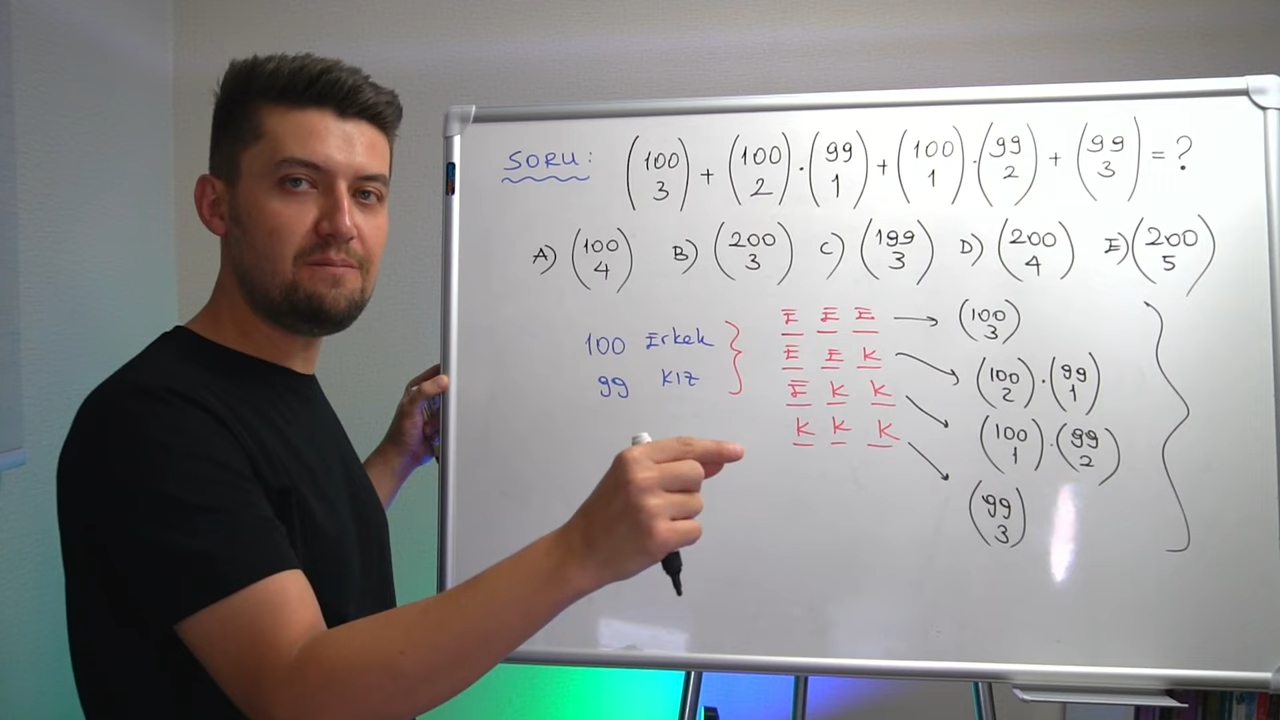 SORU: (100 3) + (100 2) · (99 1) + (100 1) · (99 2) + (99 3) = ?
A) (100 4) B) (200 3) C) (199 3) D) (200 4) E) (200 5)
100 Erkek
99 KIZ
E E E → (100 3)
E E K → (100 2) · (99 1)
E K K → (100 1) · (99 2)
K K K → (99 3)